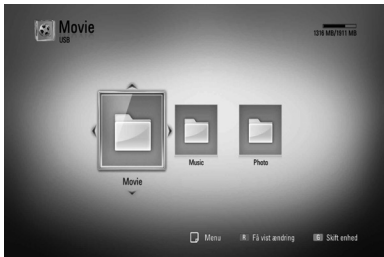 Movie
USB
1316 MB/1911 MB
Movie
Music
Photo
Menu
R Få vist ændring
G Skift enhed